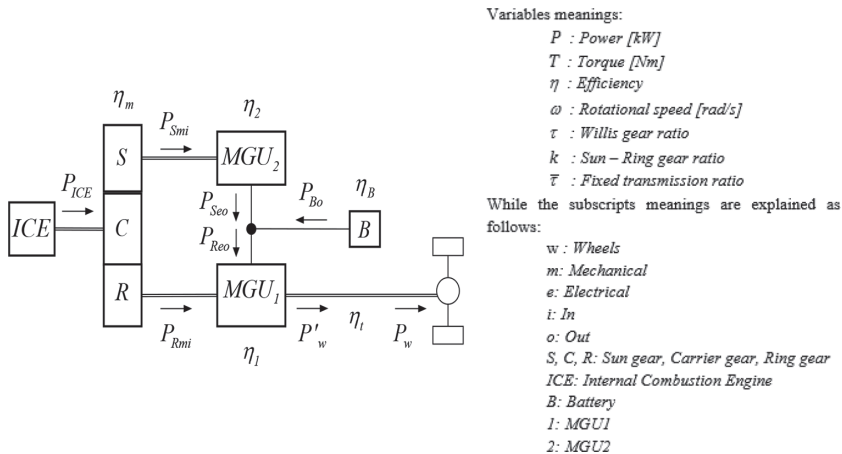 η_m
P_Smi
η_2
S
MGU_2
P_ICE
P_Seo
P_Bo
η_B
ICE
C
P_Reo
B
R
MGU_1
P_Rmi
P'_w
η_t
P_w
η_1
Variables meanings:
P : Power [kW]
T : Torque [Nm]
η : Efficiency
ω : Rotational speed [rad/s]
τ : Willis gear ratio
k : Sun – Ring gear ratio
τ̅ : Fixed transmission ratio
While the subscripts meanings are explained as
follows:
w : Wheels
m: Mechanical
e: Electrical
i: In
o: Out
S, C, R: Sun gear, Carrier gear, Ring gear
ICE: Internal Combustion Engine
B: Battery
1: MGU1
2: MGU2